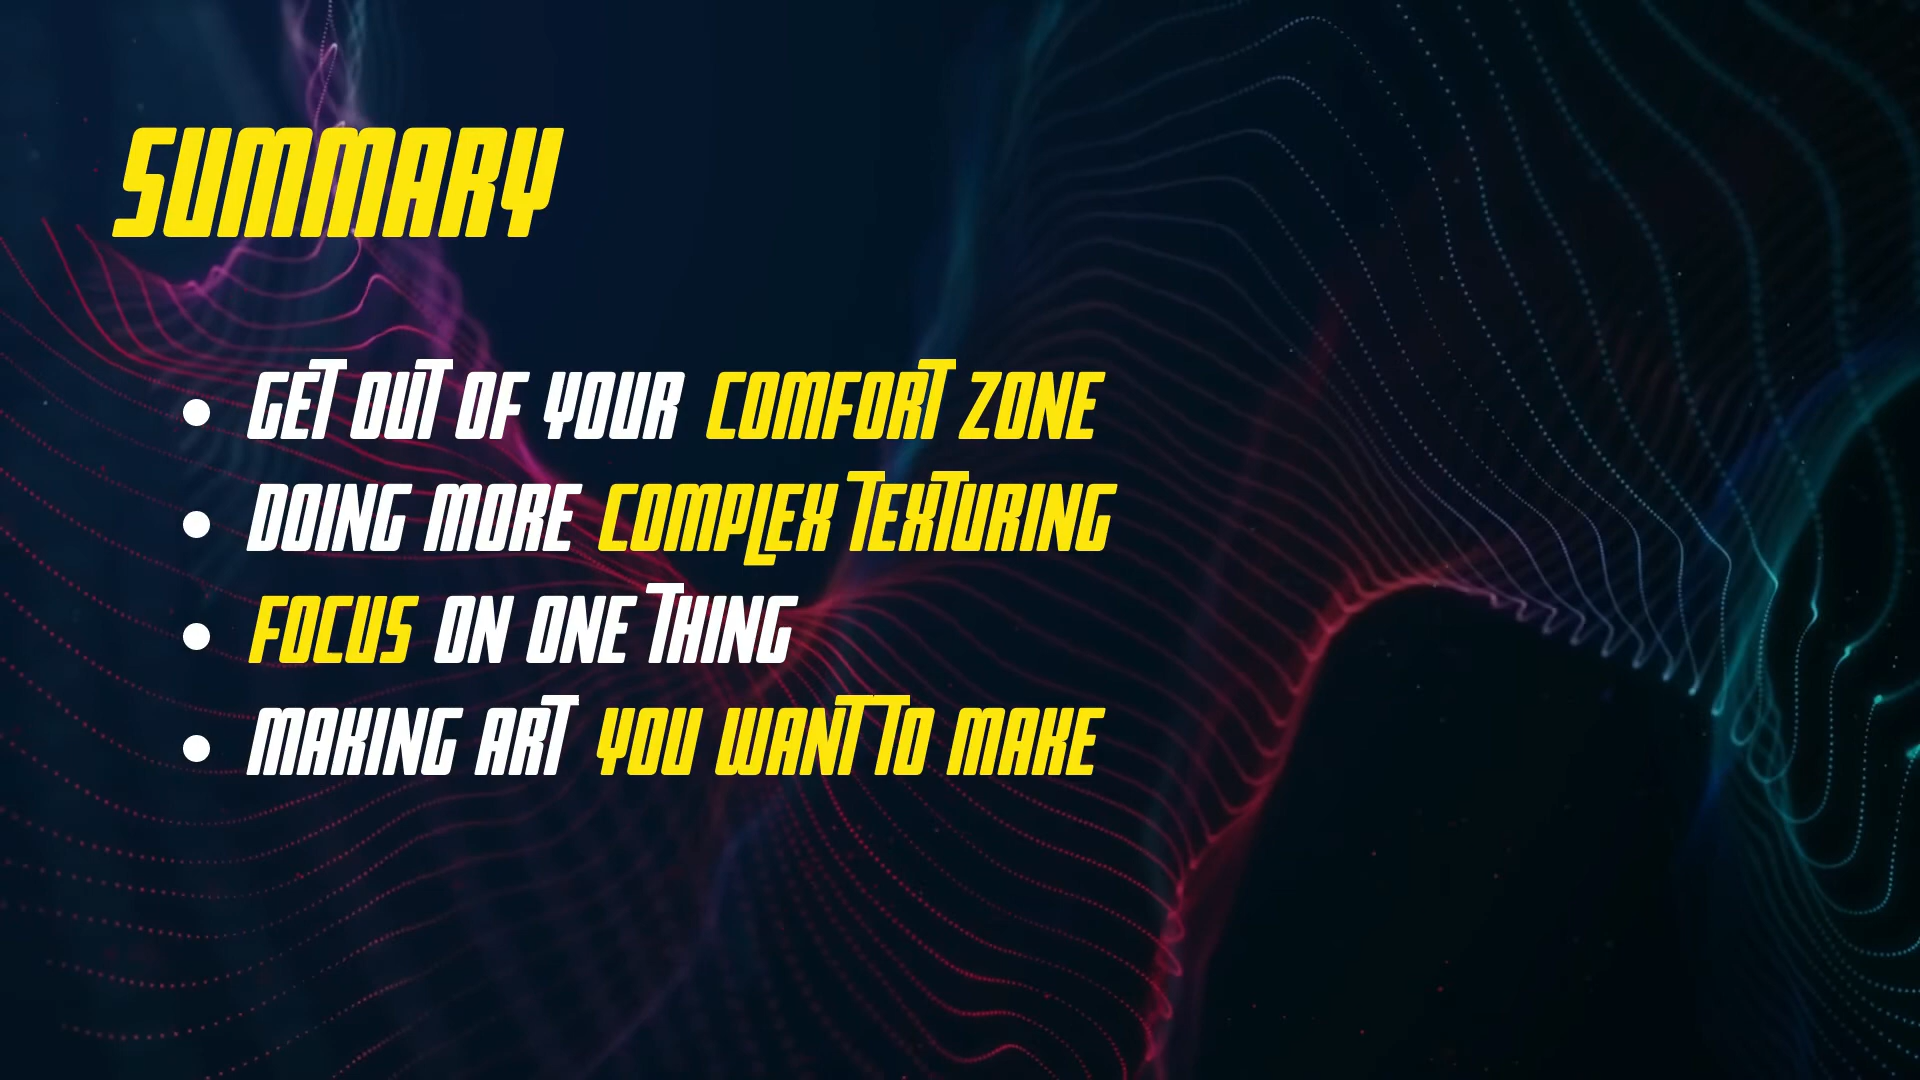 SUMMARY
• GET OUT OF YOUR COMFORT ZONE
• DOING MORE COMPLEX TEXTURING
• FOCUS ON ONE THING
• MAKING ART YOU WANT TO MAKE